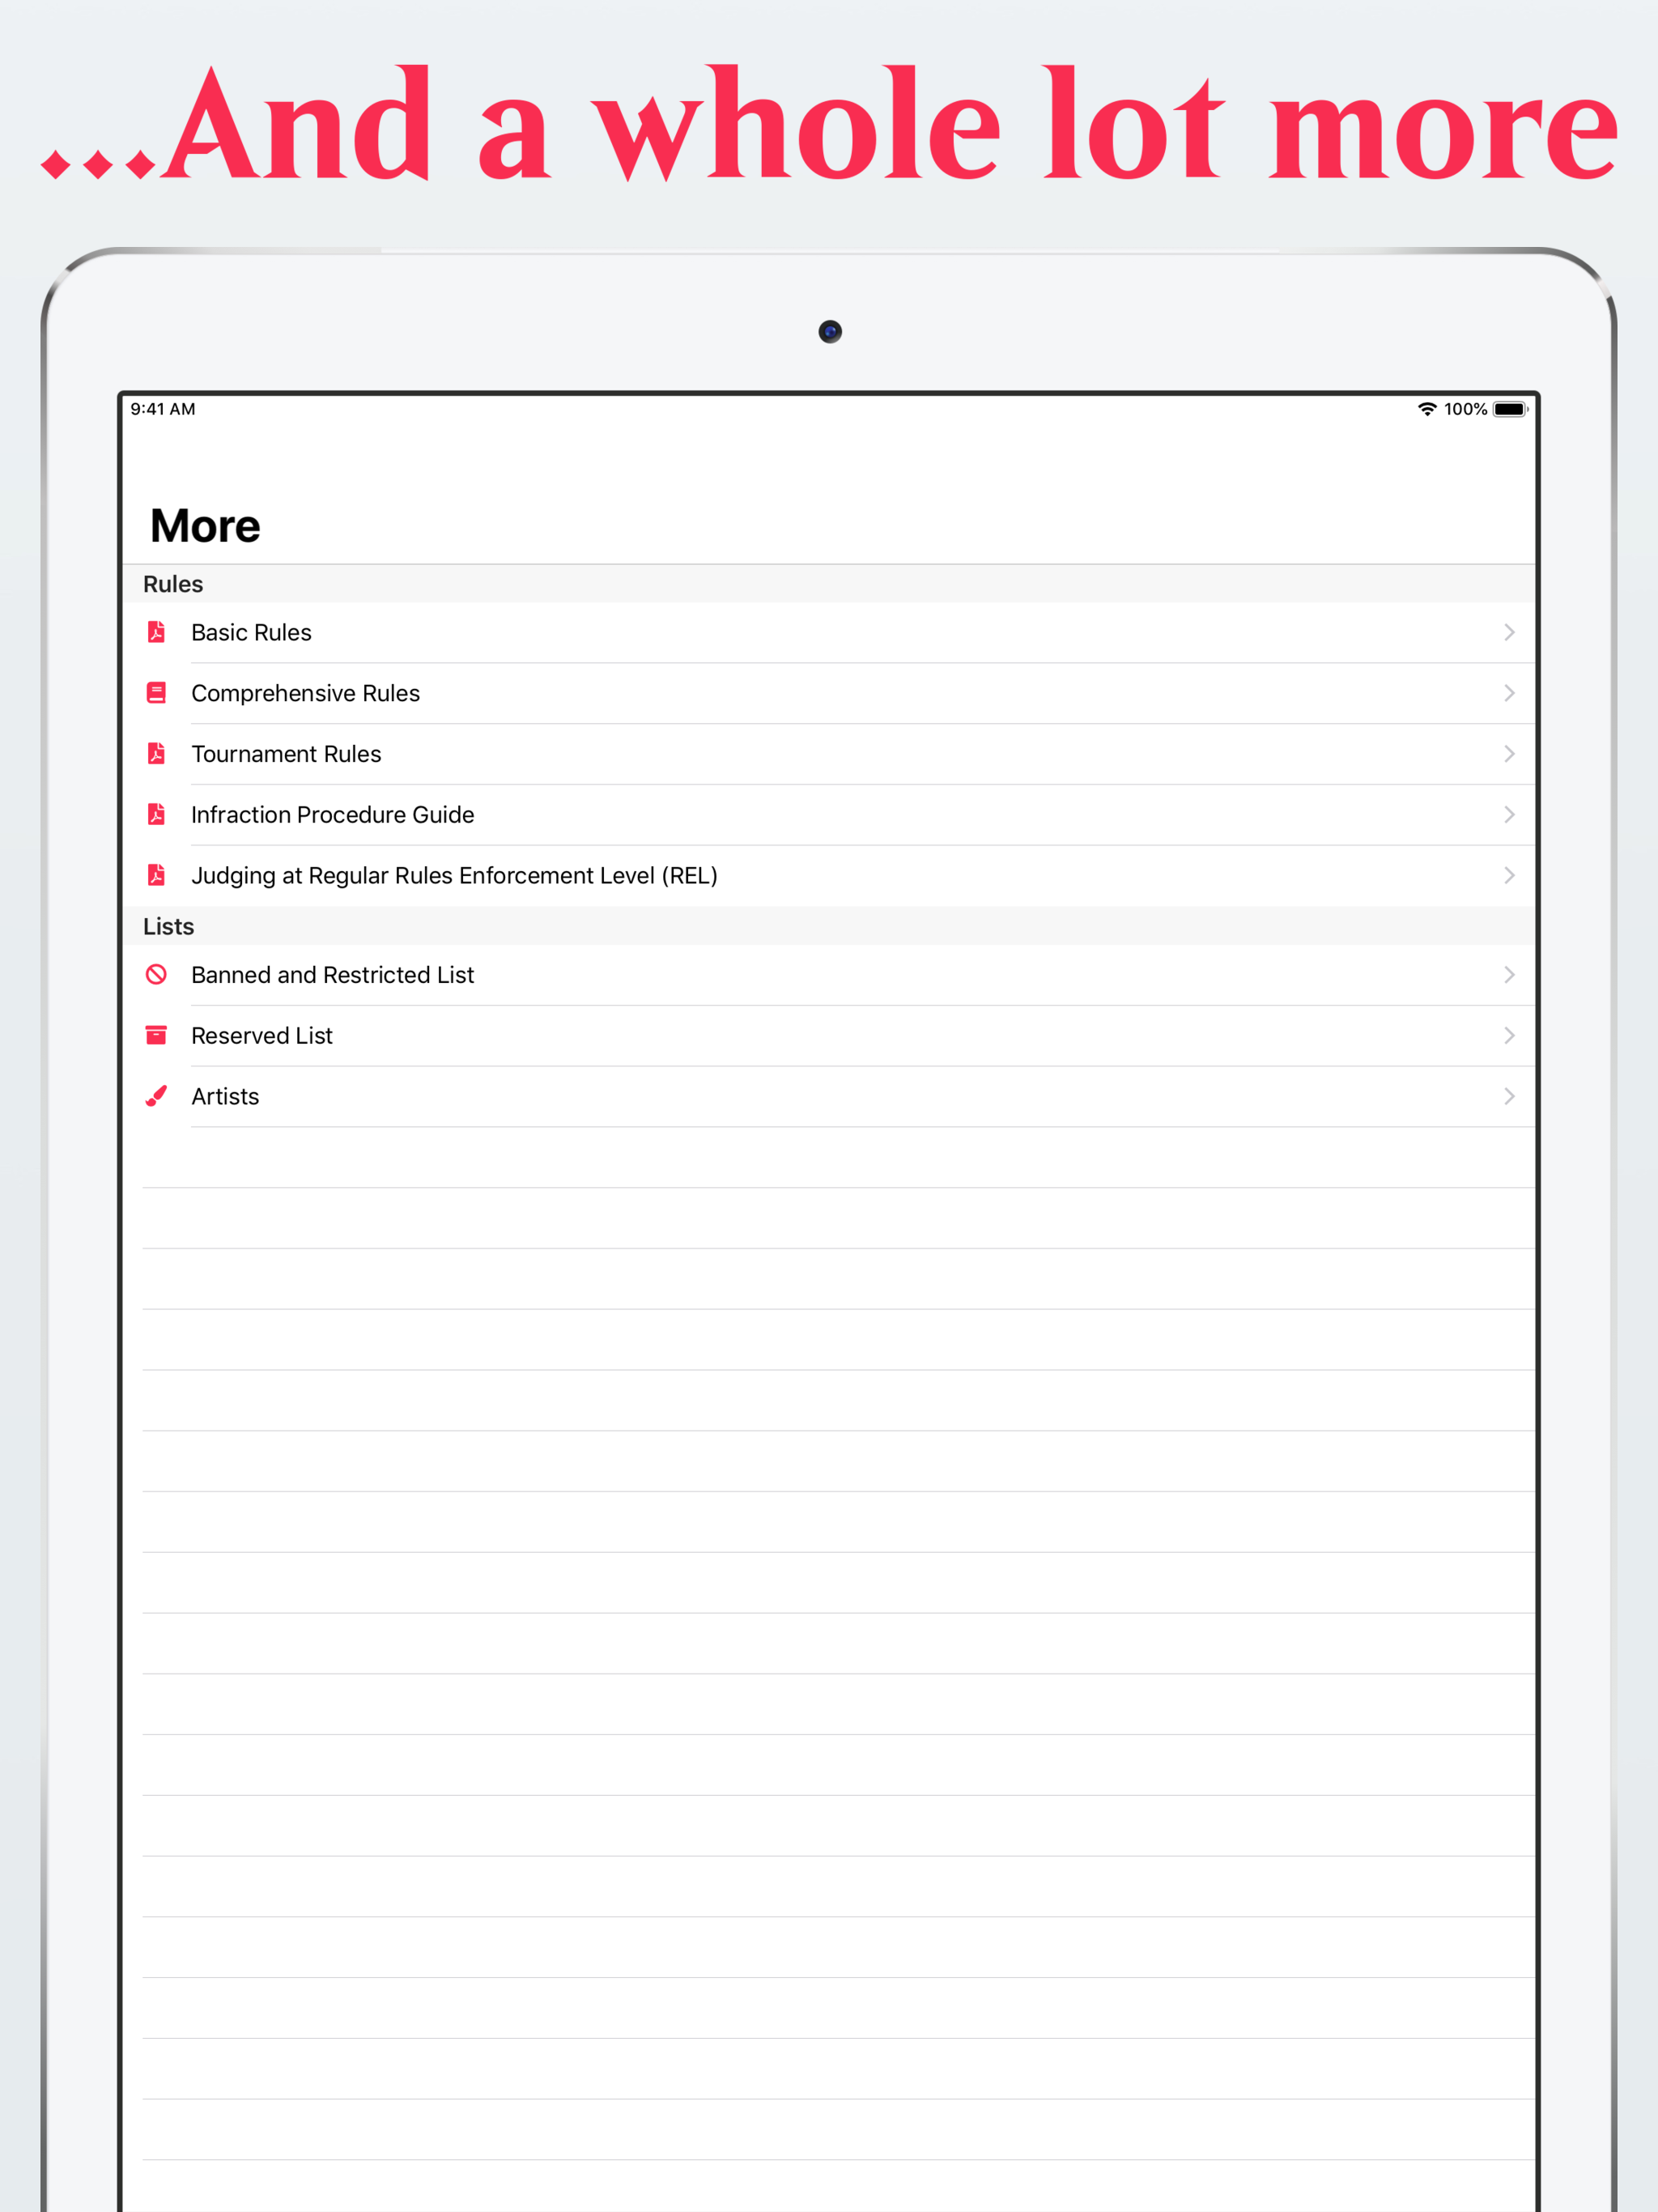 ...And a whole lot more
9:41 AM 100%
More
Rules
Basic Rules
Comprehensive Rules
Tournament Rules
Infraction Procedure Guide
Judging at Regular Rules Enforcement Level (REL)
Lists
Banned and Restricted List
Reserved List
Artists